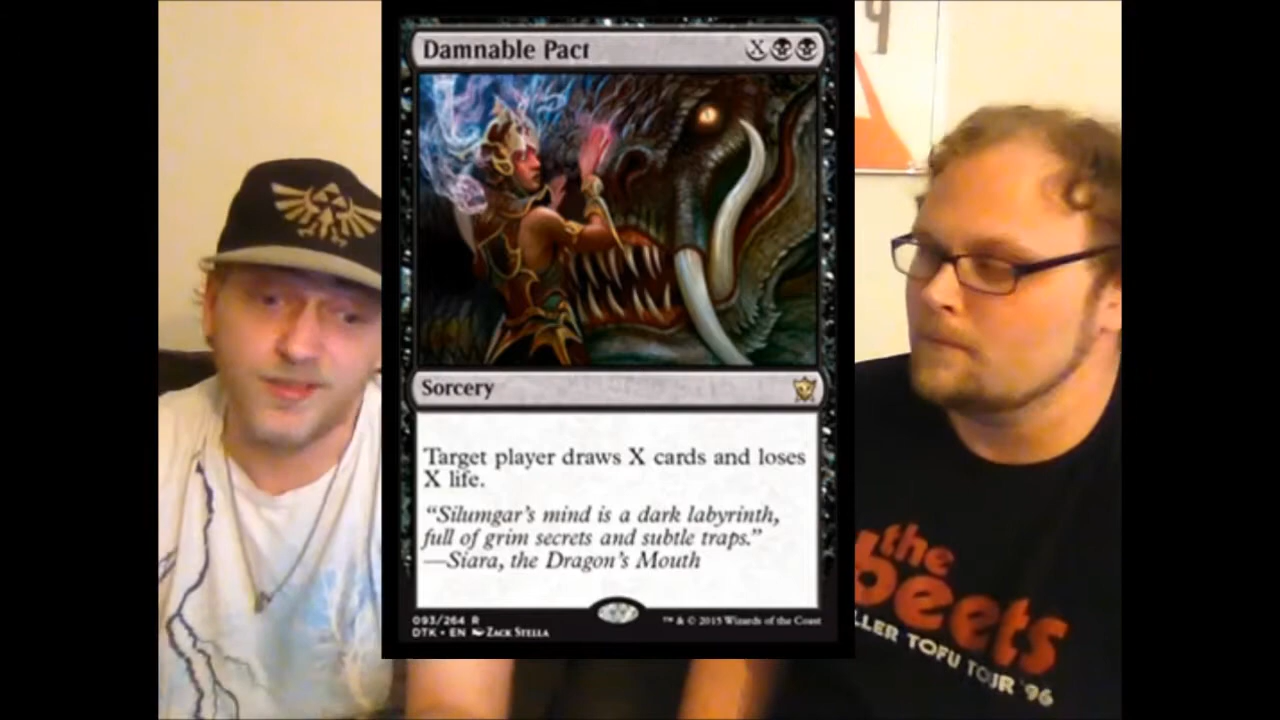 Damnable Pact X
Sorcery
Target player draws X cards and loses
X life.
"Silumgar's mind is a dark labyrinth,
full of grim secrets and subtle traps."
—Siara, the Dragon's Mouth
093/264 R
DTK • EN Zack Stella
™ & © 2015 Wizards of the Coast
9
the
beets
LLER TOFU TOUR '96